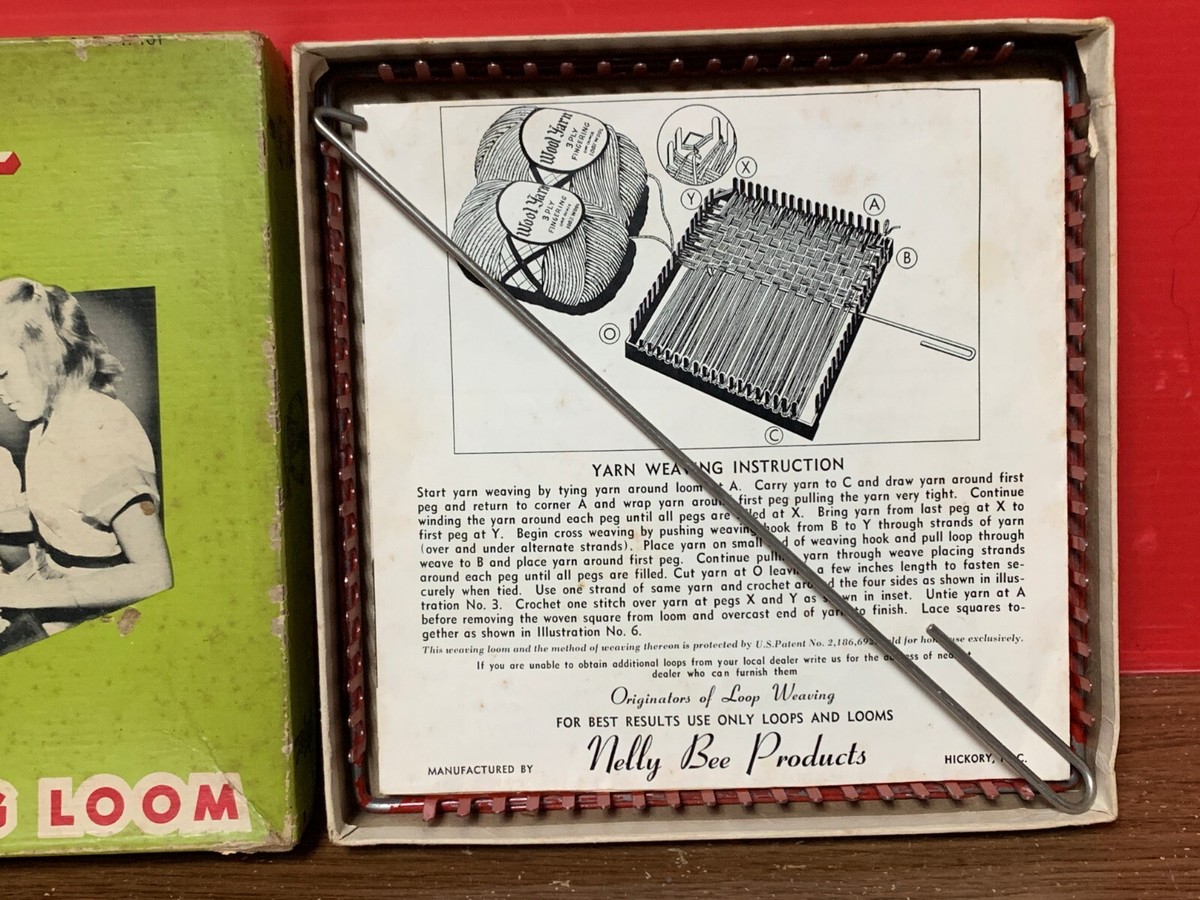 LOOM
Wool Yarn
3 PLY
FINGERING
Wool Yarn
3 PLY
FINGERING
X
Y
A
B
O
C
YARN WEAVING INSTRUCTION
Start yarn weaving by tying yarn around loom at A. Carry yarn to C and draw yarn around first
peg and return to corner A and wrap yarn around first peg pulling the yarn very tight. Continue
winding the yarn around each peg until all pegs are filled at X. Bring yarn from last peg at X to
first peg at Y. Begin cross weaving by pushing weaving hook from B to Y through strands of yarn
(over and under alternate strands). Place yarn on small end of weaving hook and pull loop through
weave to B and place yarn around first peg. Continue pulling yarn through weave placing strands
around each peg until all pegs are filled. Cut yarn at O leaving a few inches length to fasten se-
curely when tied. Use one strand of same yarn and crochet around the four sides as shown in illus-
tration No. 3. Crochet one stitch over yarn at pegs X and Y as shown in inset. Untie yarn at A
before removing the woven square from loom and overcast end of yarn to finish. Lace squares to-
gether as shown in Illustration No. 6.
This weaving loom and the method of weaving thereon is protected by U.S.Patent No. 2,186,692. Sold for home use exclusively.
If you are unable to obtain additional loops from your local dealer write us for the address of nearest
dealer who can furnish them
Originators of Loop Weaving
FOR BEST RESULTS USE ONLY LOOPS AND LOOMS
MANUFACTURED BY Nelly Bee Products HICKORY, N.C.